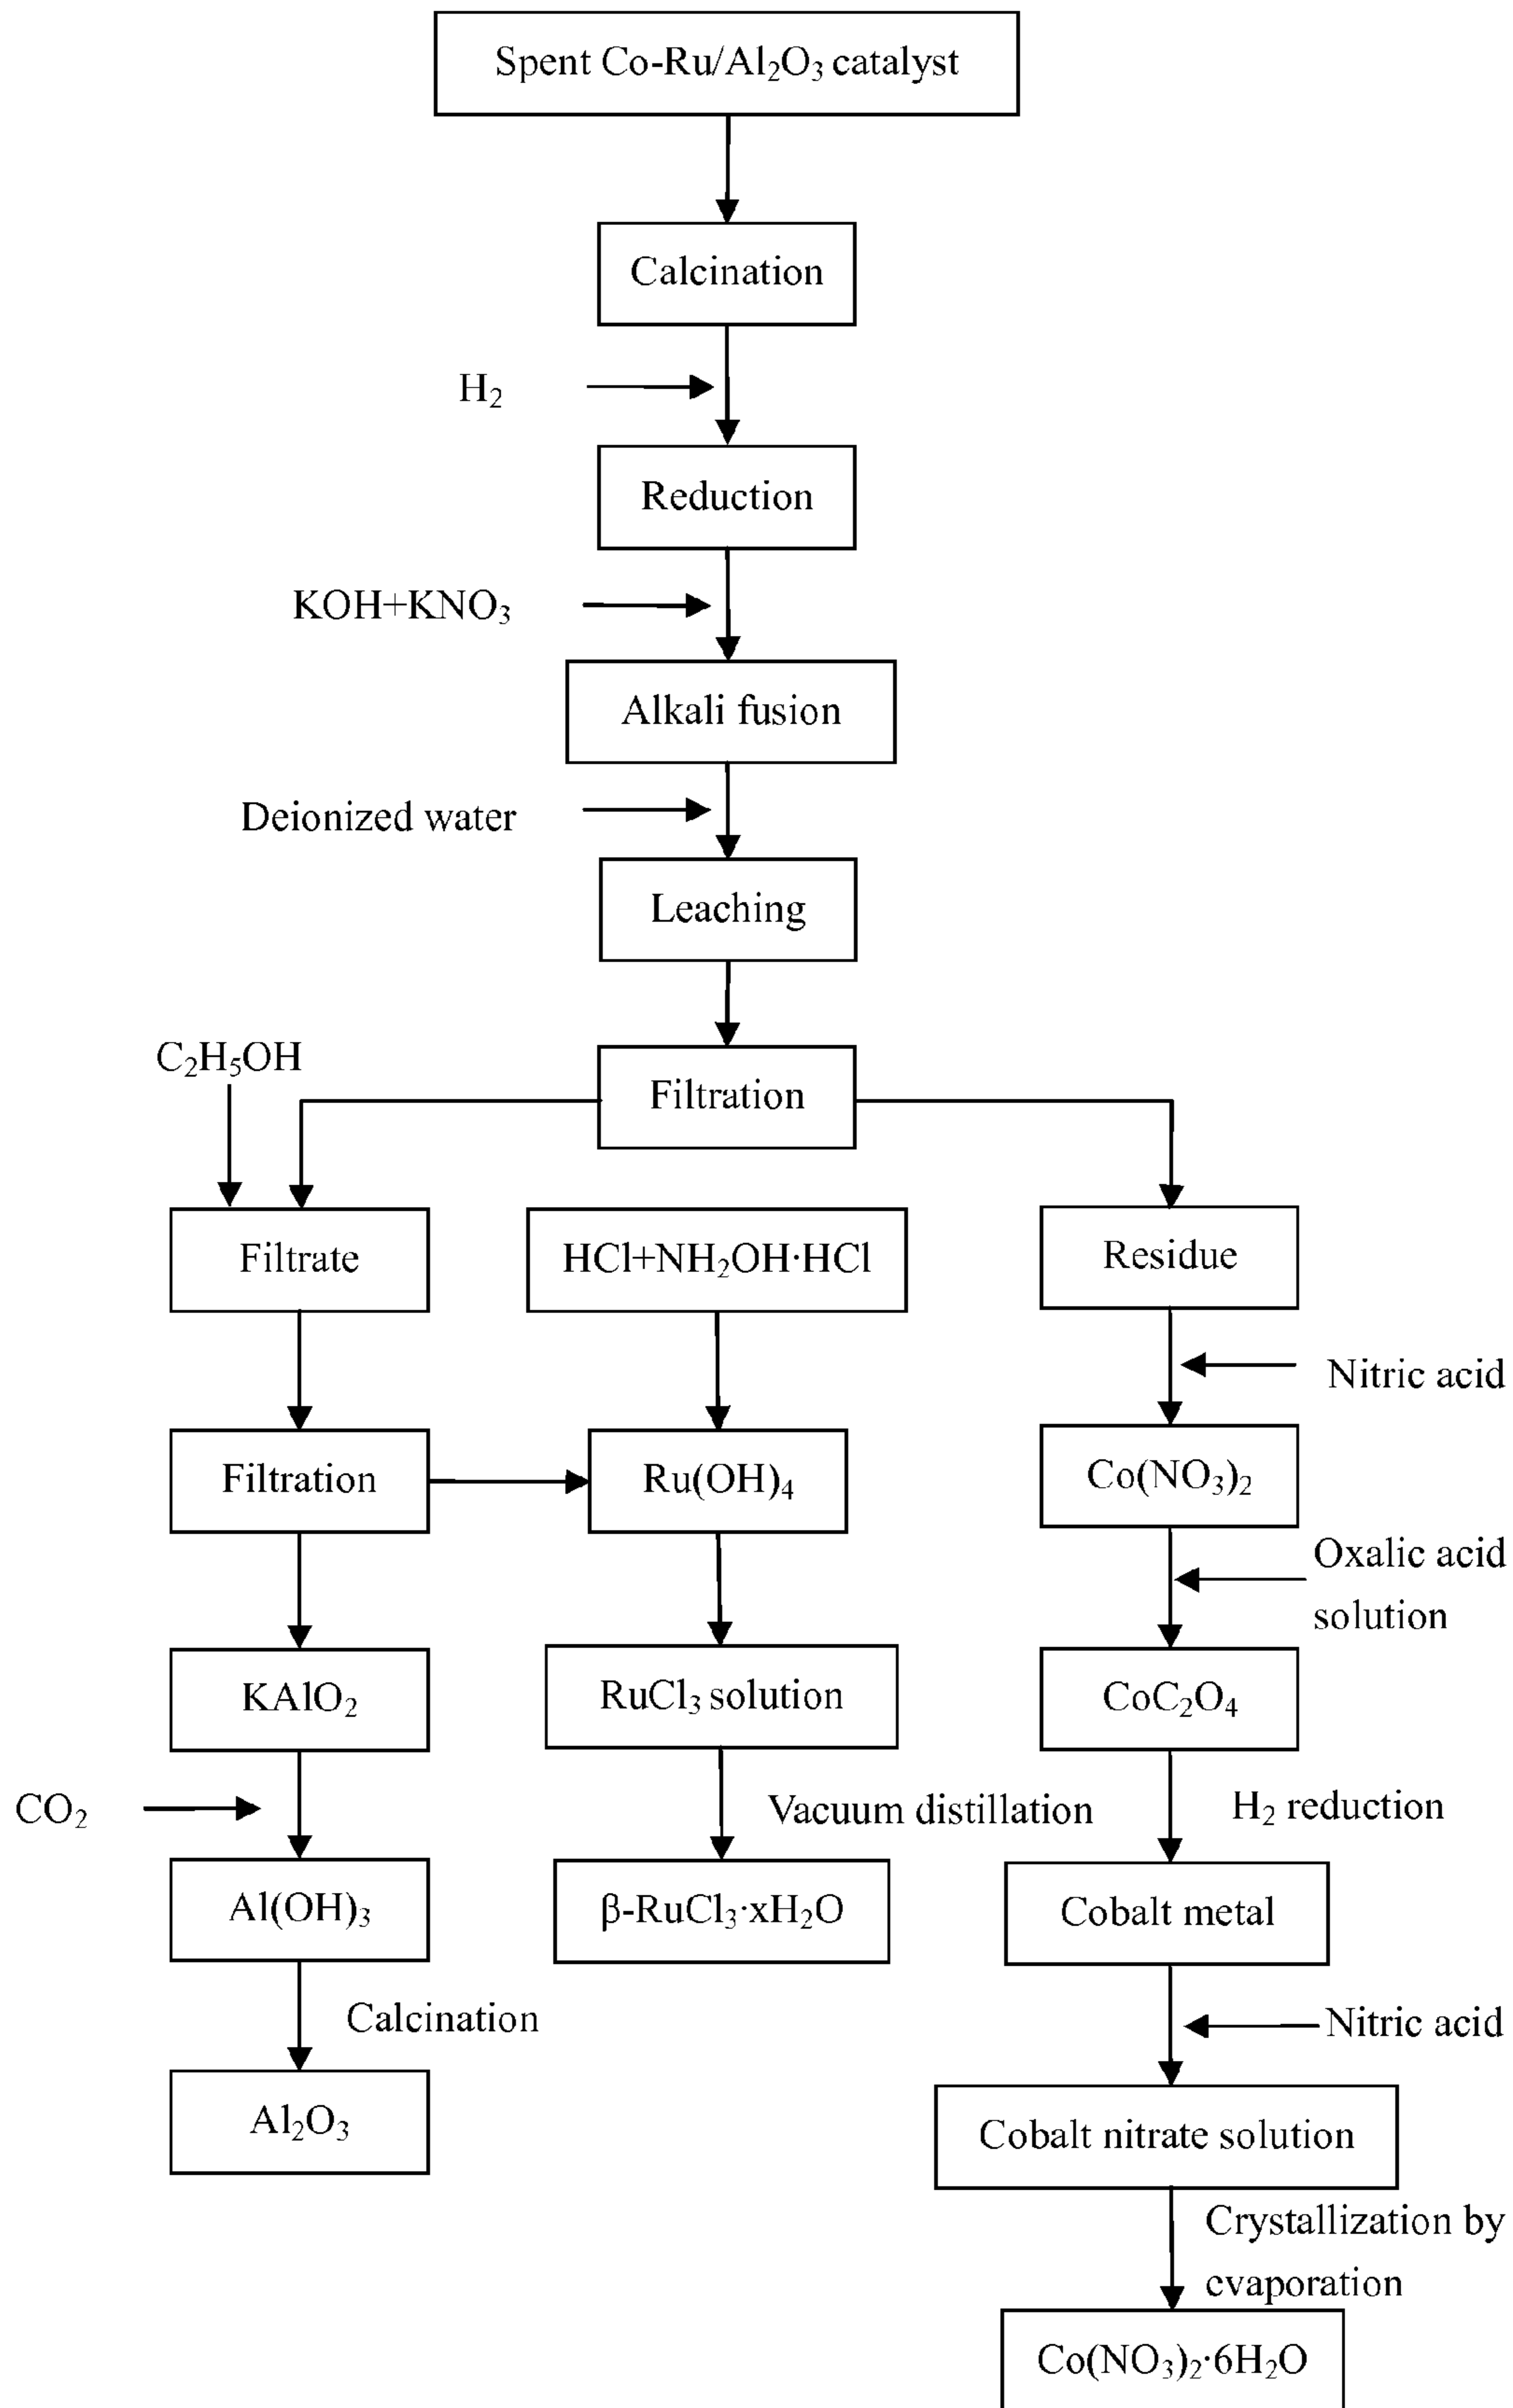 Spent Co-Ru/Al₂O₃ catalyst
Calcination
H₂
Reduction
KOH+KNO₃
Alkali fusion
Deionized water
Leaching
C₂H₅OH
Filtration
Filtrate
HCl+NH₂OH·HCl
Residue
Nitric acid
Filtration
Ru(OH)₄
Co(NO₃)₂
Oxalic acid
solution
KAlO₂
RuCl₃ solution
CoC₂O₄
CO₂
Vacuum distillation
H₂ reduction
Al(OH)₃
β-RuCl₃·xH₂O
Cobalt metal
Calcination
Nitric acid
Al₂O₃
Cobalt nitrate solution
Crystallization by
evaporation
Co(NO₃)₂·6H₂O